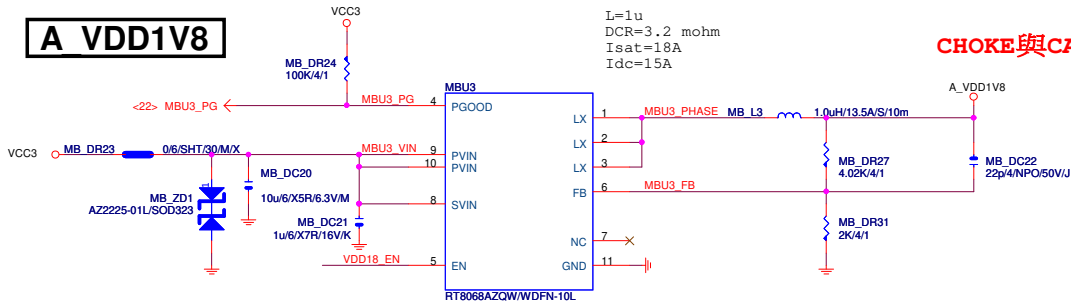 A_VDD1V8
VCC3
MB_DR24
100K/4/1
<22> MBU3_PG
MBU3_PG
VCC3
MB_DR23
0/6/SHT/30/M/X
MBU3_VIN
1
MB_ZD1
AZ2225-01L/SOD323
MB_DC20
10u/6/X5R/6.3V/M
MB_DC21
1u/6/X7R/16V/K
VDD18_EN
MBU3
4 PGOOD
9 PVIN
10 PVIN
8 SVIN
5 EN
LX 1
LX 2
LX 3
FB 6
NC 7
GND 11
RT8068AZQW/WDFN-10L
L=1u
DCR=3.2 mohm
Isat=18A
Idc=15A
CHOKE與CA
A_VDD1V8
MBU3_PHASE
MB_L3
1.0uH/13.5A/S/10m
MB_DR27
4.02K/4/1
MB_DC22
22p/4/NPO/50V/J
MBU3_FB
MB_DR31
2K/4/1